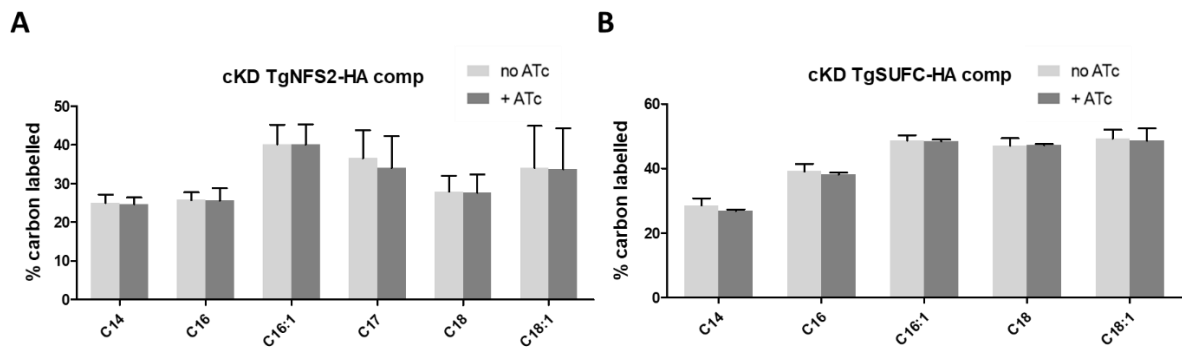 A
cKD TgNFS2-HA comp
no ATc
+ ATc
% carbon labelled
50
40
30
20
10
0
C14
C16
C16:1
C17
C18
C18:1
B
cKD TgSUFC-HA comp
no ATc
+ ATc
% carbon labelled
60
40
20
0
C14
C16
C16:1
C18
C18:1